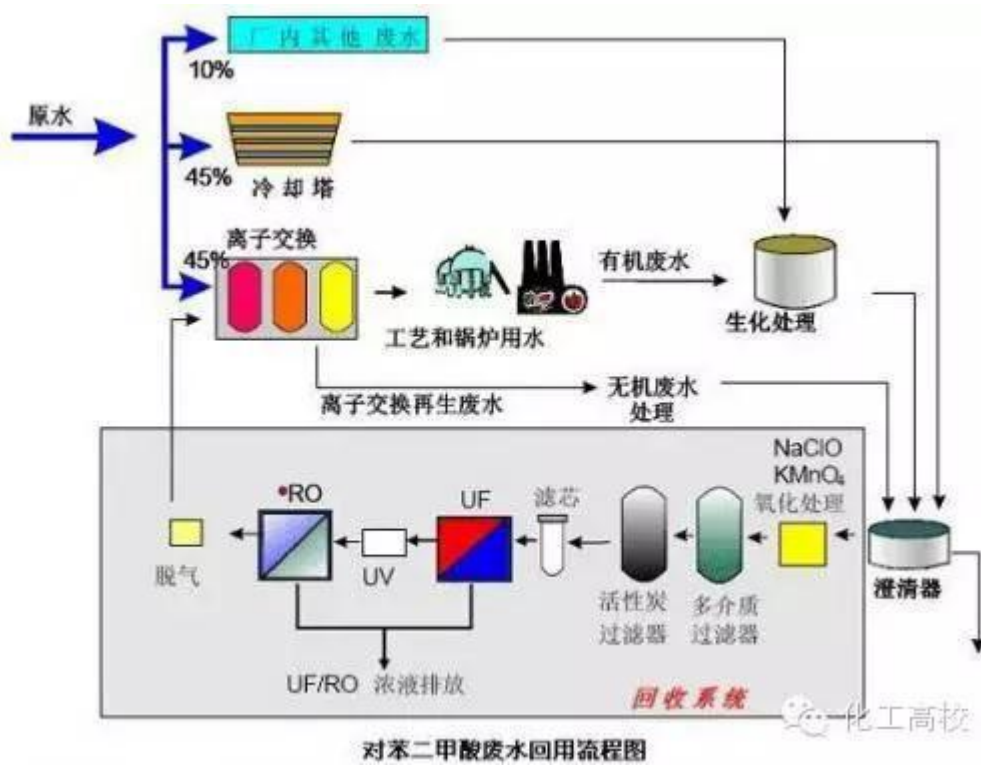 厂内其他废水
10%
原水
45%
冷却塔
离子交换
45%
有机废水
工艺和锅炉用水
生化处理
离子交换再生废水
无机废水
处理
NaClO
KMnO₄
氧化处理
•RO
UF
滤芯
UV
脱气
活性炭
过滤器
多介质
过滤器
澄清器
UF/RO 浓液排放
回收系统
化工高校
对苯二甲酸废水回用流程图